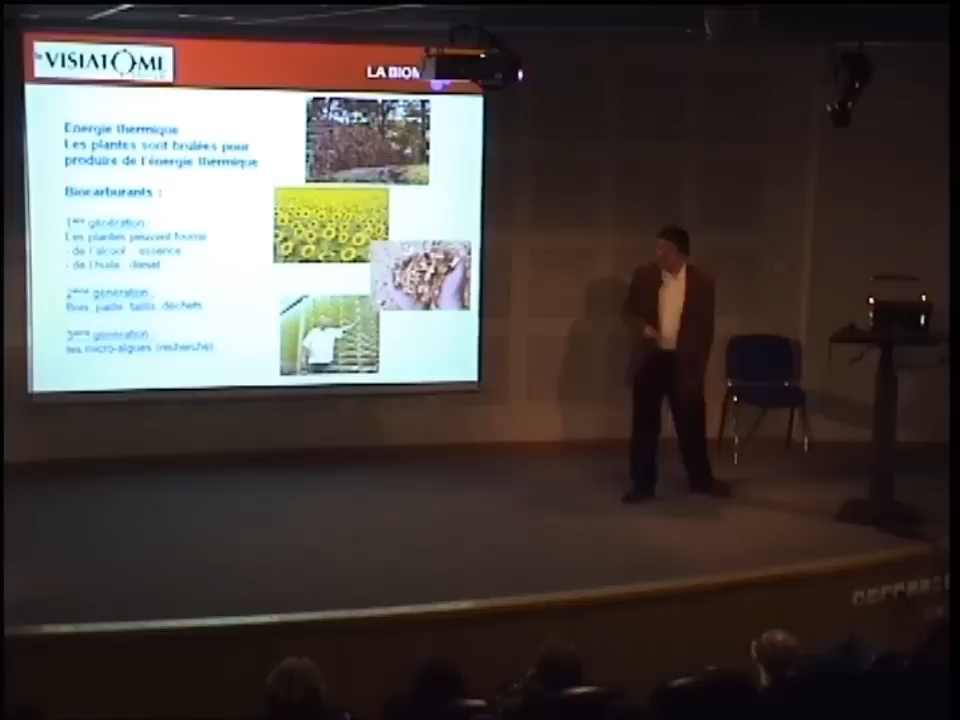 VISIATOME
LA BIOM
Energie thermique
Les plantes sont brulées pour
produire de l'énergie thermique
Biocarburants :
1ère génération :
Les plantes peuvent fournir
- de l'alcool : essence
- de l'huile : diesel
2ème génération :
Bois, paille, taillis, déchets
3ème génération :
les micro-algues (recherche)